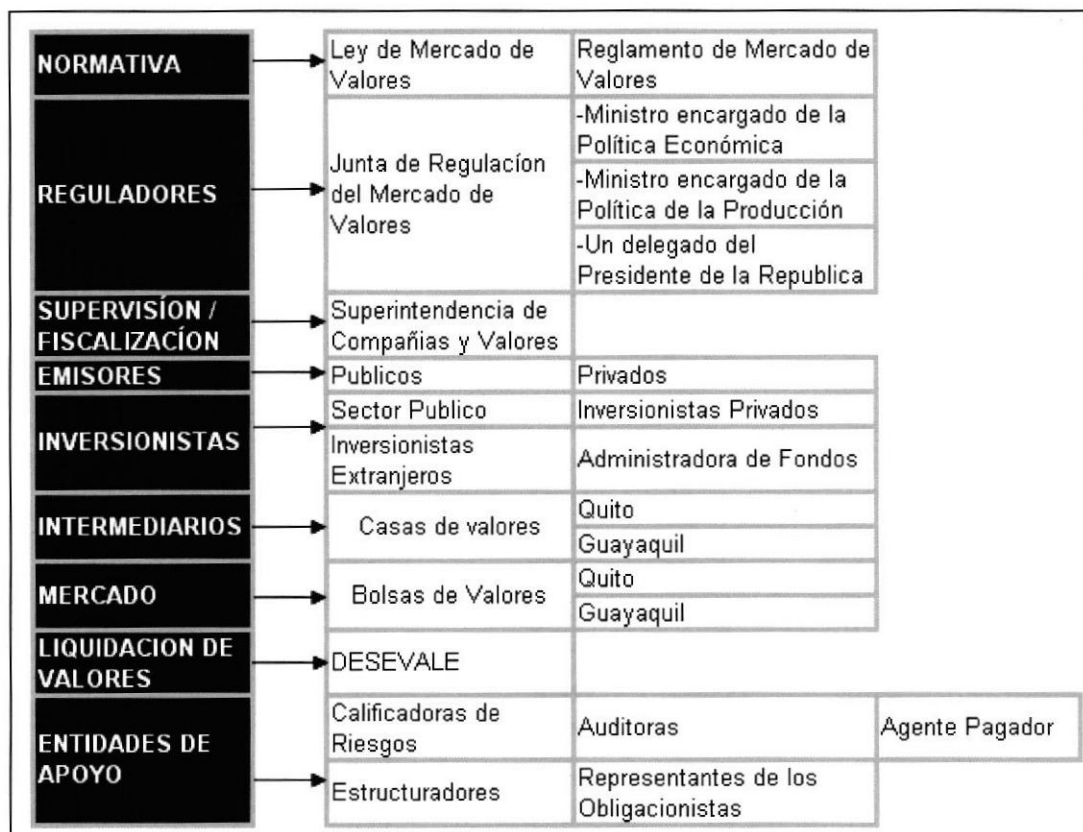 NORMATIVA
Ley de Mercado de
Valores
Reglamento de Mercado de
Valores
REGULADORES
Junta de Regulacíon
del Mercado de
Valores
-Ministro encargado de la
Política Económica
-Ministro encargado de la
Política de la Producción
-Un delegado del
Presidente de la Republica
SUPERVISÍON /
FISCALIZACÍON
Superintendencia de
Compañias y Valores
EMISORES
Publicos
Privados
INVERSIONISTAS
Sector Publico
Inversionistas Privados
Inversionistas
Extranjeros
Administradora de Fondos
INTERMEDIARIOS
Casas de valores
Quito
Guayaquil
MERCADO
Bolsas de Valores
Quito
Guayaquil
LIQUIDACION DE
VALORES
DESEVALE
ENTIDADES DE
APOYO
Calificadoras de
Riesgos
Auditoras
Agente Pagador
Estructuradores
Representantes de los
Obligacionistas